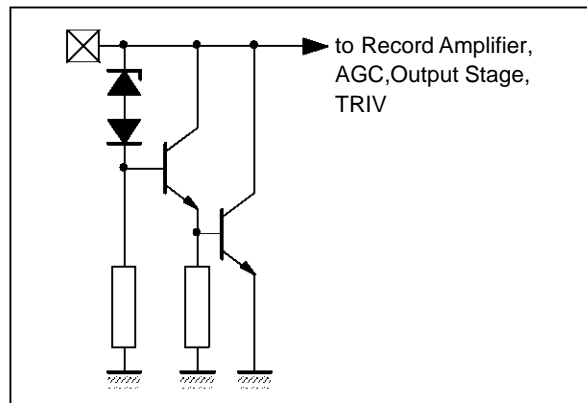 to Record Amplifier,
AGC,Output Stage,
TRIV